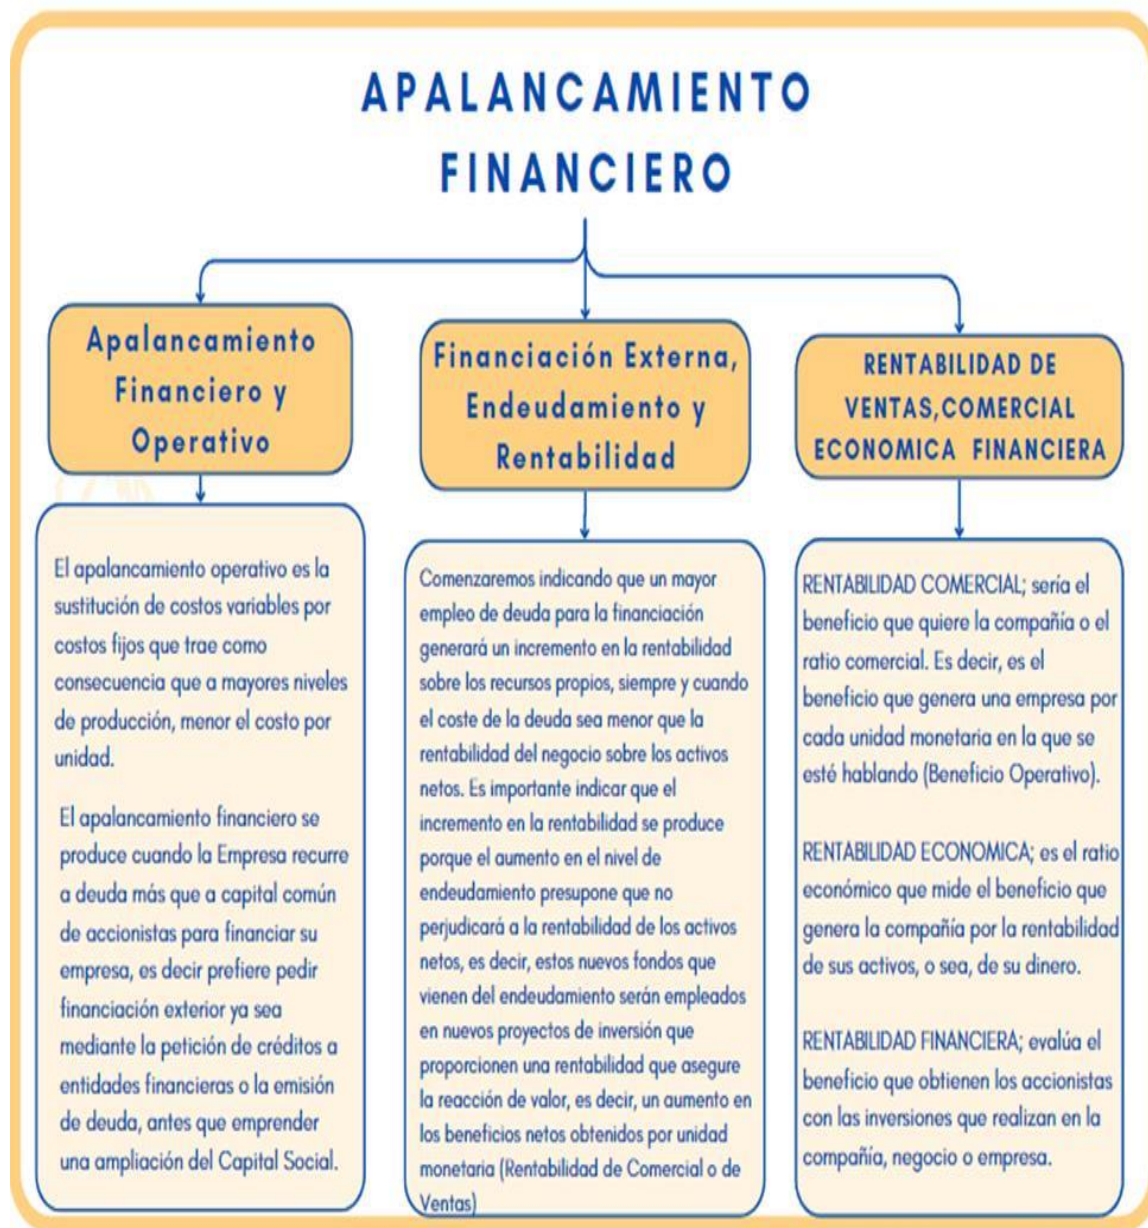 APALANCAMIENTO
FINANCIERO
Apalancamiento
Financiero y
Operativo
El apalancamiento operativo es la
sustitución de costos variables por
costos fijos que trae como
consecuencia que a mayores niveles
de producción, menor el costo por
unidad.
El apalancamiento financiero se
produce cuando la Empresa recurre
a deuda más que a capital común
de accionistas para financiar su
empresa, es decir prefiere pedir
financiación exterior ya sea
mediante la petición de créditos a
entidades financieras o la emisión
de deuda, antes que emprender
una ampliación del Capital Social.
Financiación Externa,
Endeudamiento y
Rentabilidad
Comenzaremos indicando que un mayor
empleo de deuda para la financiación
generará un incremento en la rentabilidad
sobre los recursos propios, siempre y cuando
el coste de la deuda sea menor que la
rentabilidad del negocio sobre los activos
netos. Es importante indicar que el
incremento en la rentabilidad se produce
porque el aumento en el nivel de
endeudamiento presupone que no
perjudicará a la rentabilidad de los activos
netos, es decir, estos nuevos fondos que
vienen del endeudamiento serán empleados
en nuevos proyectos de inversión que
proporcionen una rentabilidad que asegure
la reacción de valor, es decir, un aumento en
los beneficios netos obtenidos por unidad
monetaria (Rentabilidad de Comercial o de
Ventas)
RENTABILIDAD DE
VENTAS,COMERCIAL
ECONOMICA FINANCIERA
RENTABILIDAD COMERCIAL; sería el
beneficio que quiere la compañía o el
ratio comercial. Es decir, es el
beneficio que genera una empresa por
cada unidad monetaria en la que se
esté hablando (Beneficio Operativo).
RENTABILIDAD ECONOMICA; es el ratio
económico que mide el beneficio que
genera la compañía por la rentabilidad
de sus activos, o sea, de su dinero.
RENTABILIDAD FINANCIERA; evalúa el
beneficio que obtienen los accionistas
con las inversiones que realizan en la
compañía, negocio o empresa.